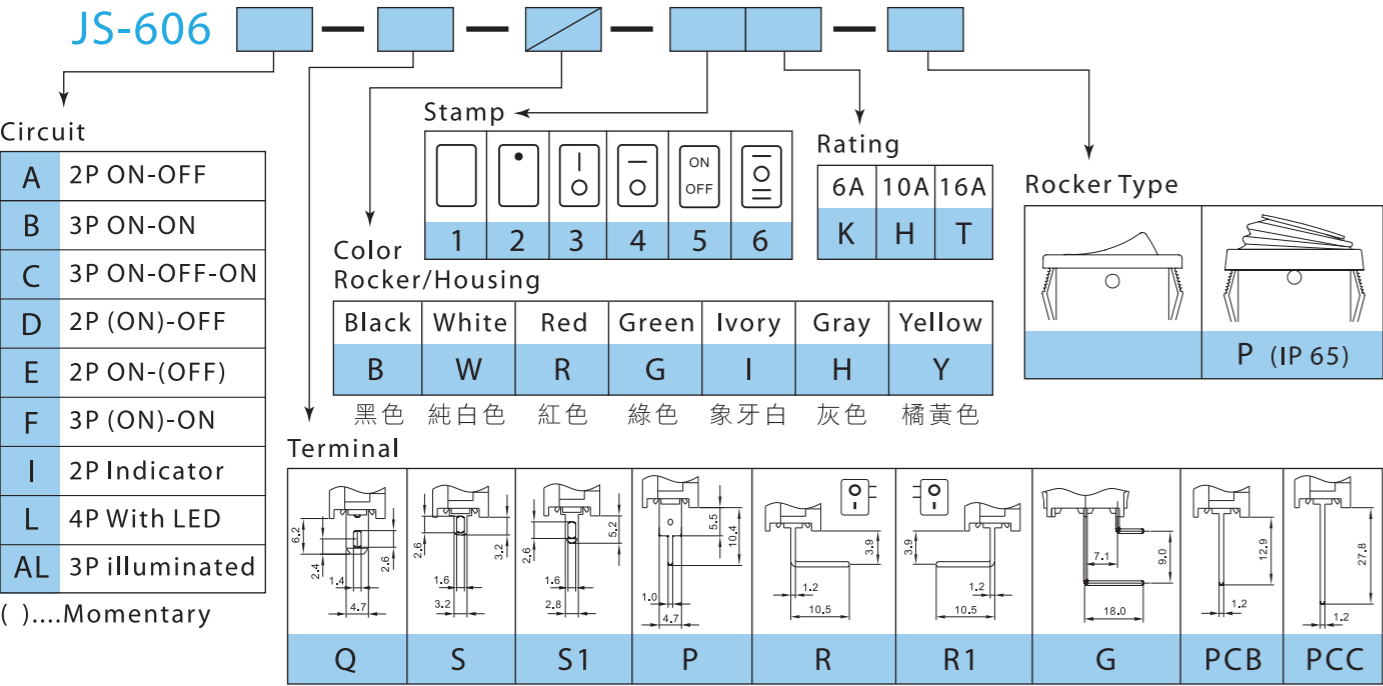 JS-606
Circuit
A 2P ON-OFF
B 3P ON-ON
C 3P ON-OFF-ON
D 2P (ON)-OFF
E 2P ON-(OFF)
F 3P (ON)-ON
I 2P Indicator
L 4P With LED
AL 3P illuminated
( )....Momentary
Stamp
ON
OFF
1 2 3 4 5 6
Rating
6A 10A 16A
K H T
Rocker Type
P (IP 65)
Color
Rocker/Housing
Black White Red Green Ivory Gray Yellow
B W R G I H Y
黑色 純白色 紅色 綠色 象牙白 灰色 橘黃色
Terminal
6.2 2.4 2.6 1.4 4.7
2.6 3.2 1.6 3.2
2.6 5.2 1.6 2.8
5.5 10.4 1.0 4.7
3.9 1.2 10.5
3.9 1.2 10.5
7.1 9.0 18.0
12.9 1.2
27.8 1.2
Q S S1 P R R1 G PCB PCC